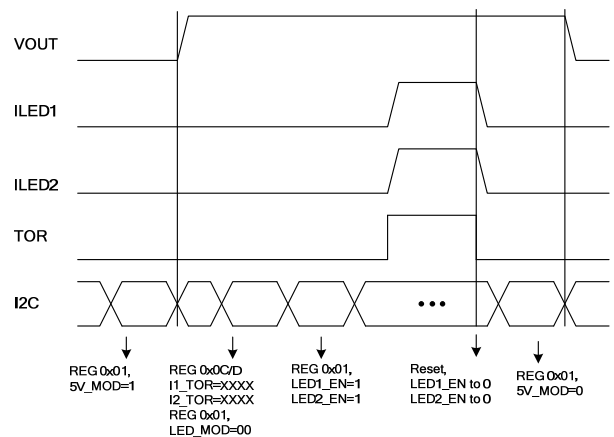 VOUT
ILED1
ILED2
TOR
I2C
•••
REG 0x01,
5V_MOD=1
REG 0x0C/D
I1_TOR=XXXX
I2_TOR=XXXX
REG 0x01,
LED_MOD=00
REG 0x01,
LED1_EN=1
LED2_EN=1
Reset,
LED1_EN to 0
LED2_EN to 0
REG 0x01,
5V_MOD=0